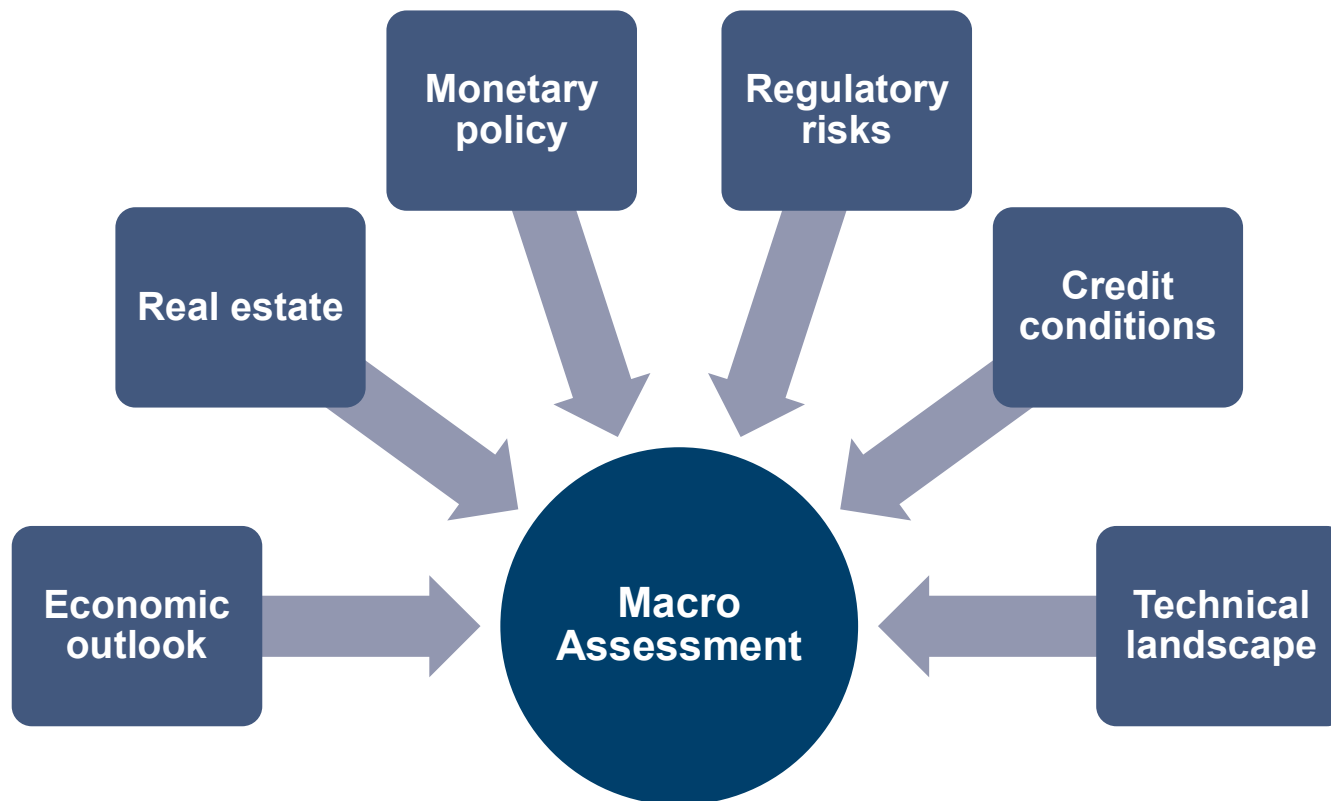 Monetary
policy
Regulatory
risks
Real estate
Credit
conditions
Economic
outlook
Macro
Assessment
Technical
landscape